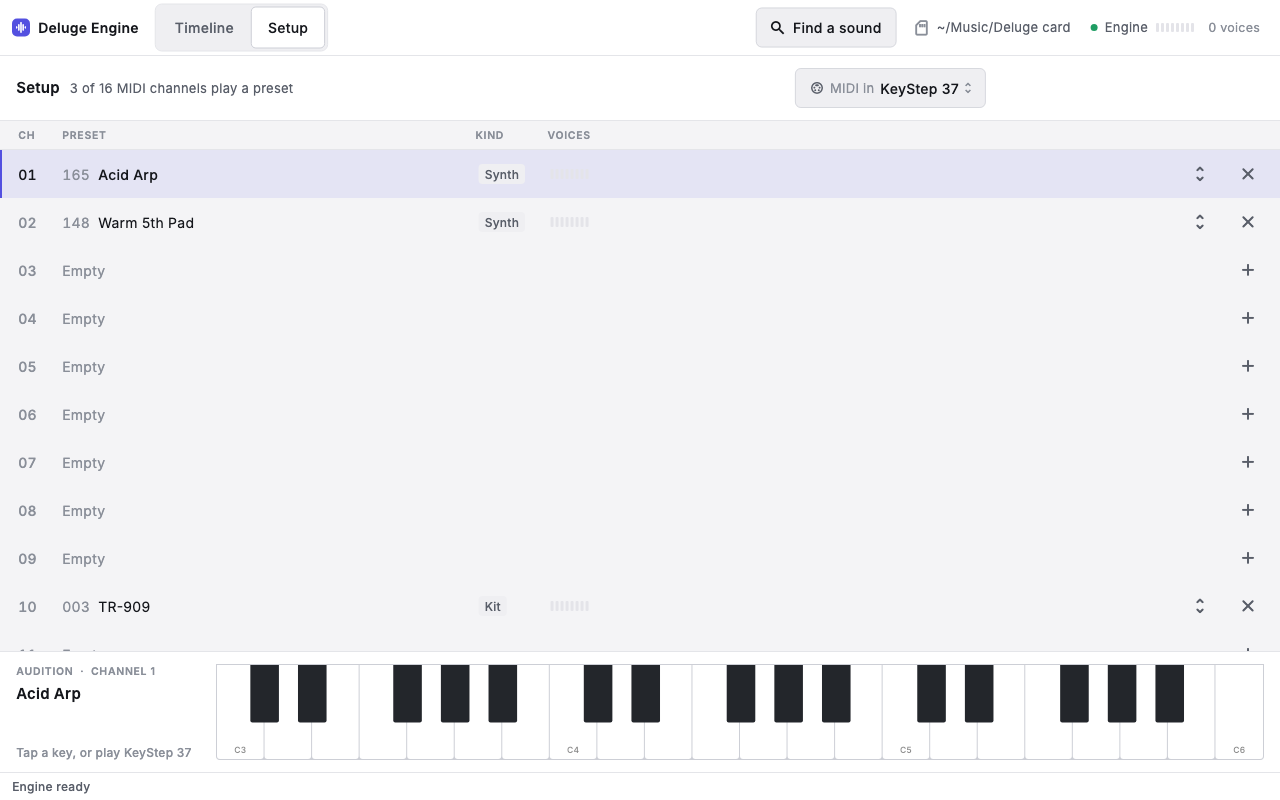 Deluge Engine Timeline Setup Find a sound ~/Music/Deluge card Engine 0 voices
Setup 3 of 16 MIDI channels play a preset MIDI In KeyStep 37
CH PRESET KIND VOICES
01 165 Acid Arp Synth
02 148 Warm 5th Pad Synth
03 Empty
04 Empty
05 Empty
06 Empty
07 Empty
08 Empty
09 Empty
10 003 TR-909 Kit
AUDITION · CHANNEL 1
Acid Arp
Tap a key, or play KeyStep 37
C3 C4 C5 C6
Engine ready